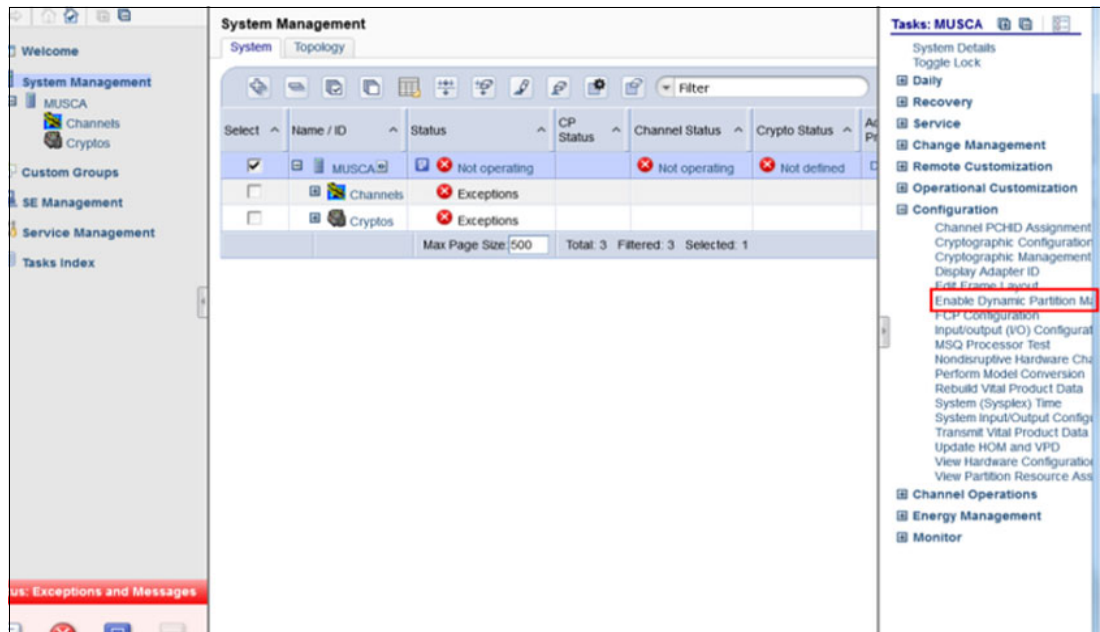 Welcome
System Management
MUSCA
Channels
Cryptos
Custom Groups
SE Management
Service Management
Tasks Index
us: Exceptions and Messages
System Management
System
Topology
Filter
Select
Name / ID
Status
CP Status
Channel Status
Crypto Status
Ac
Pr
MUSCA
Not operating
Not operating
Not defined
Channels
Exceptions
Cryptos
Exceptions
Max Page Size: 500 Total: 3 Filtered: 3 Selected: 1
Tasks: MUSCA
System Details
Toggle Lock
Daily
Recovery
Service
Change Management
Remote Customization
Operational Customization
Configuration
Channel PCHID Assignment
Cryptographic Configuration
Cryptographic Management
Display Adapter ID
Edit Frame Layout
Enable Dynamic Partition Ma
FCP Configuration
Input/output (I/O) Configurat
MSQ Processor Test
Nondisruptive Hardware Cha
Perform Model Conversion
Rebuild Vital Product Data
System (Sysplex) Time
System Input/Output Configu
Transmit Vital Product Data
Update HOM and VPD
View Hardware Configuration
View Partition Resource Ass
Channel Operations
Energy Management
Monitor